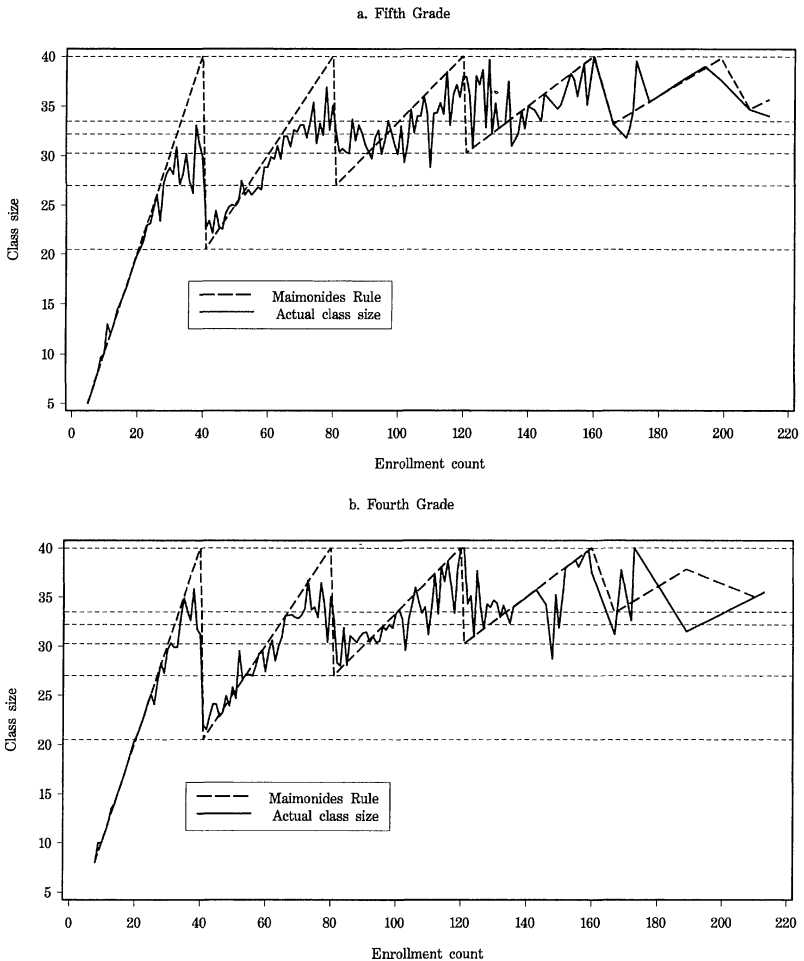 a. Fifth Grade
40
35
30
25
20
15
10
5
Class size
Maimonides Rule
Actual class size
0 20 40 60 80 100 120 140 160 180 200 220
Enrollment count
b. Fourth Grade
40
35
30
25
20
15
10
5
Class size
Maimonides Rule
Actual class size
0 20 40 60 80 100 120 140 160 180 200 220
Enrollment count